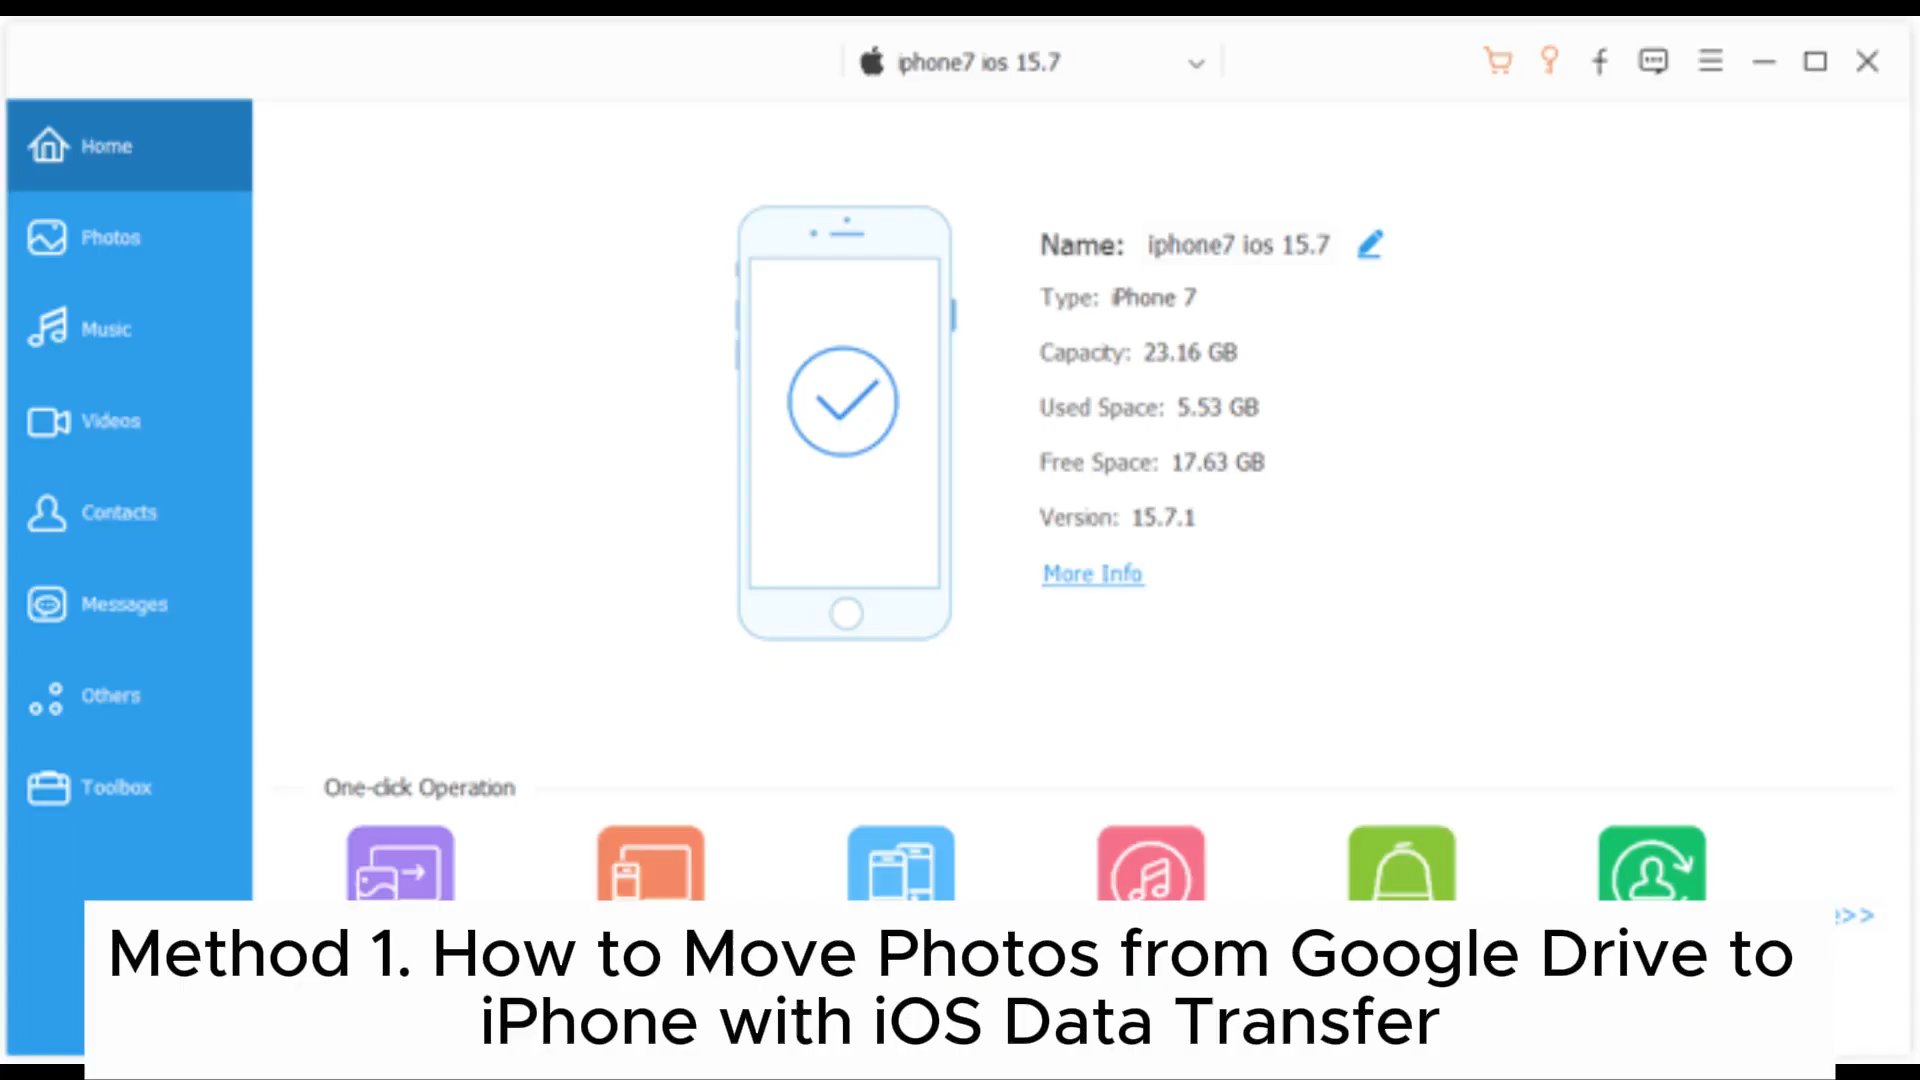 iphone7 ios 15.7
Home
Photos
Music
Videos
Contacts
Messages
Others
Toolbox
Name: iphone7 ios 15.7
Type: iPhone 7
Capacity: 23.16 GB
Used Space: 5.53 GB
Free Space: 17.63 GB
Version: 15.7.1
More Info
One-click Operation
>>
Method 1. How to Move Photos from Google Drive to
iPhone with iOS Data Transfer